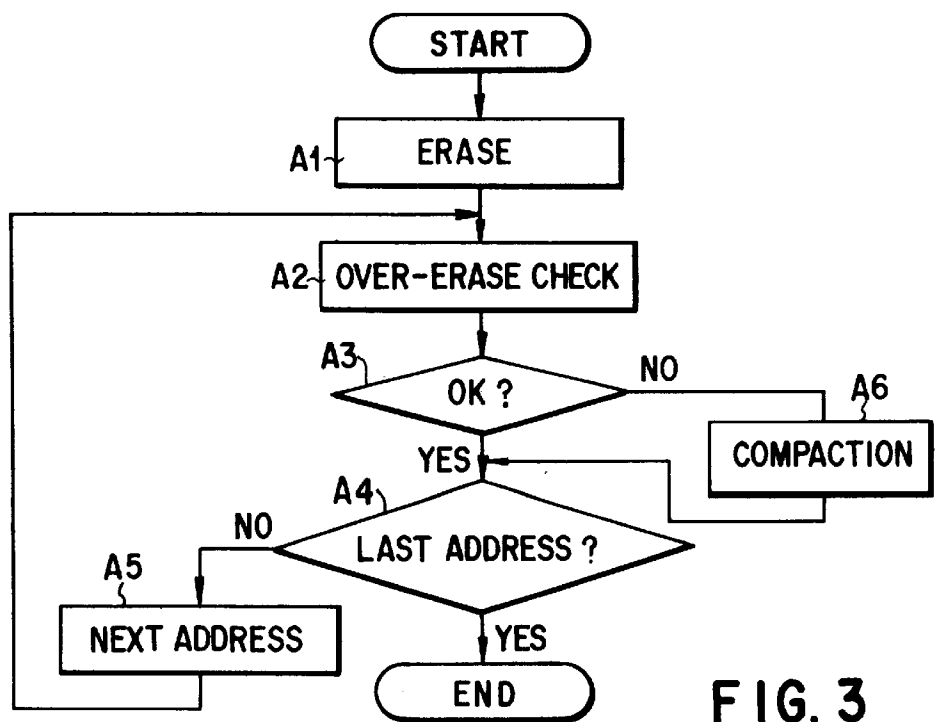 START
A1
ERASE
A2
OVER-ERASE CHECK
A3
OK ?
NO
A6
COMPACTION
YES
A4
NO
LAST ADDRESS ?
A5
NEXT ADDRESS
YES
END
FIG. 3